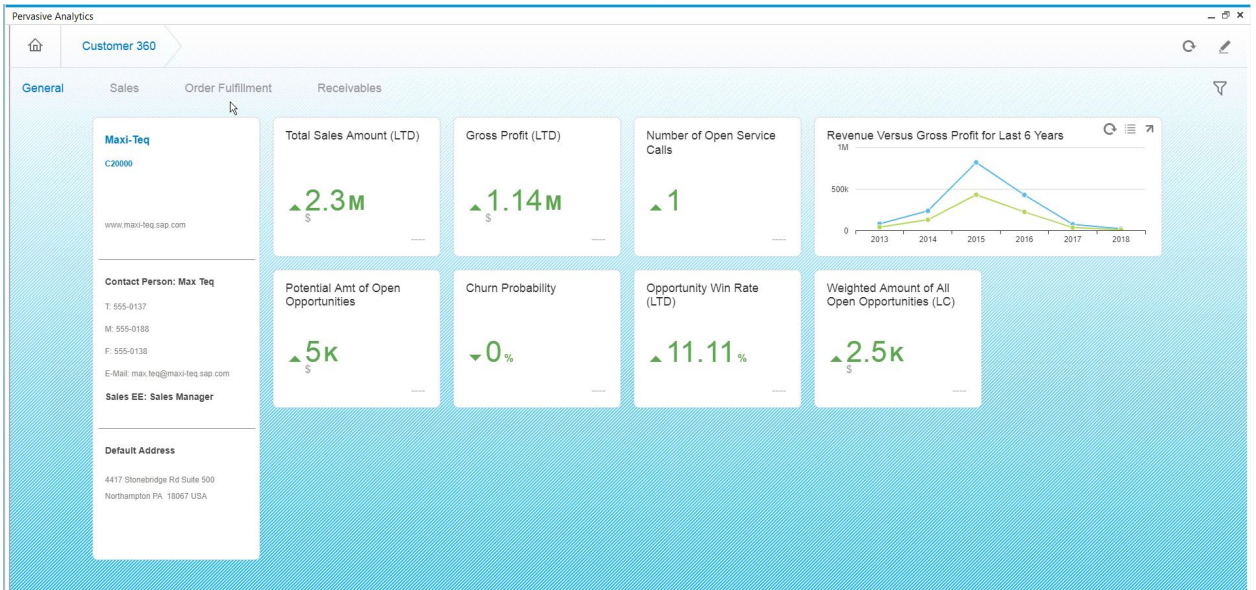 Pervasive Analytics
Customer 360
General
Sales
Order Fulfillment
Receivables
Maxi-Teq
C20000
www.maxi-teq.sap.com
Contact Person: Max Teq
T: 555-0137
M: 555-0188
F: 555-0138
E-Mail: max.teq@maxi-teq.sap.com
Sales EE: Sales Manager
Default Address
4417 Stonebridge Rd Suite 500
Northampton PA 18067 USA
Total Sales Amount (LTD)
2.3M
$
----
Gross Profit (LTD)
1.14M
$
----
Number of Open Service
Calls
1
----
Revenue Versus Gross Profit for Last 6 Years
1M
500k
0
2013 2014 2015 2016 2017 2018
Potential Amt of Open
Opportunities
5K
$
----
Churn Probability
0 %
----
Opportunity Win Rate
(LTD)
11.11 %
----
Weighted Amount of All
Open Opportunities (LC)
2.5K
$
----